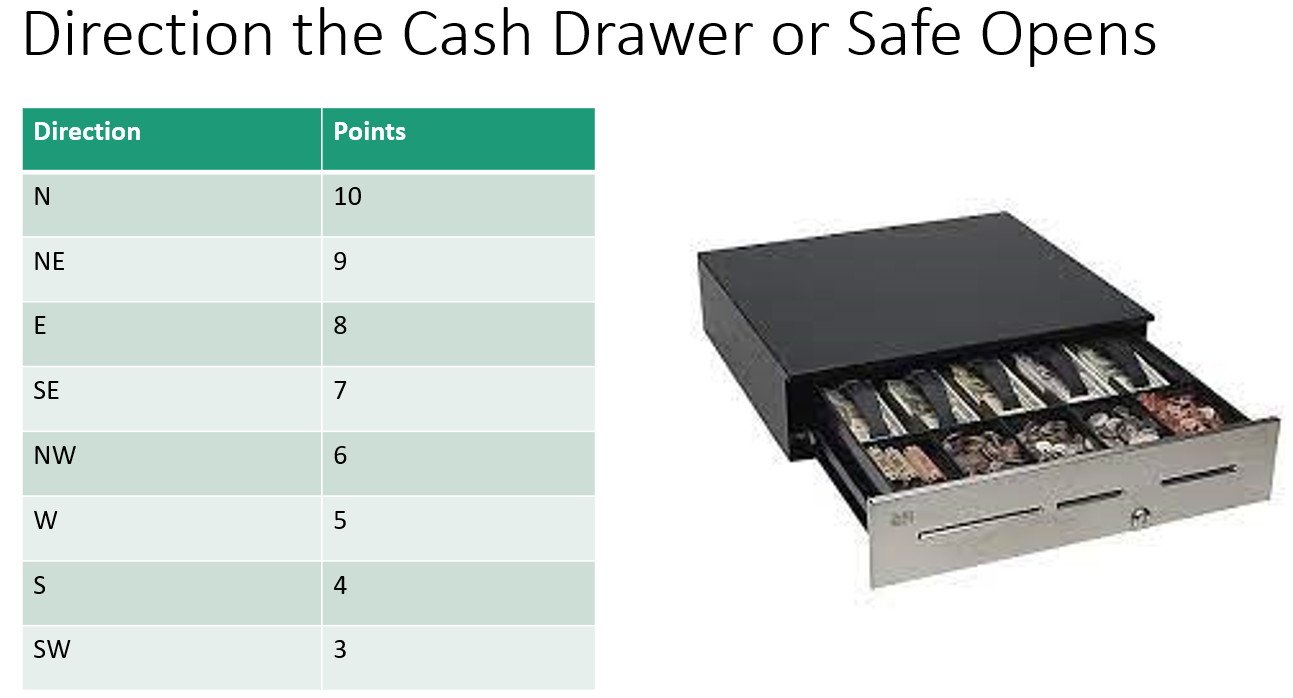 Direction the Cash Drawer or Safe Opens
Direction Points
N 10
NE 9
E 8
SE 7
NW 6
W 5
S 4
SW 3